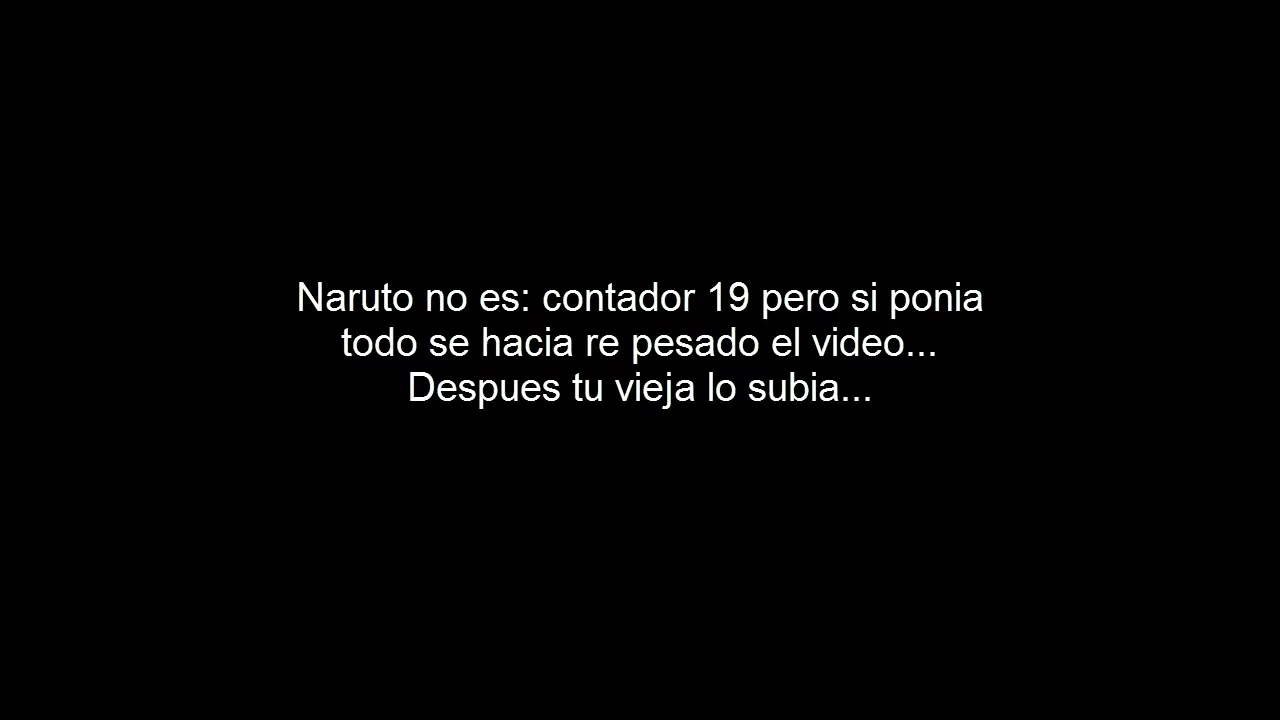 Naruto no es: contador 19 pero si ponia
todo se hacia re pesado el video...
Despues tu vieja lo subia...